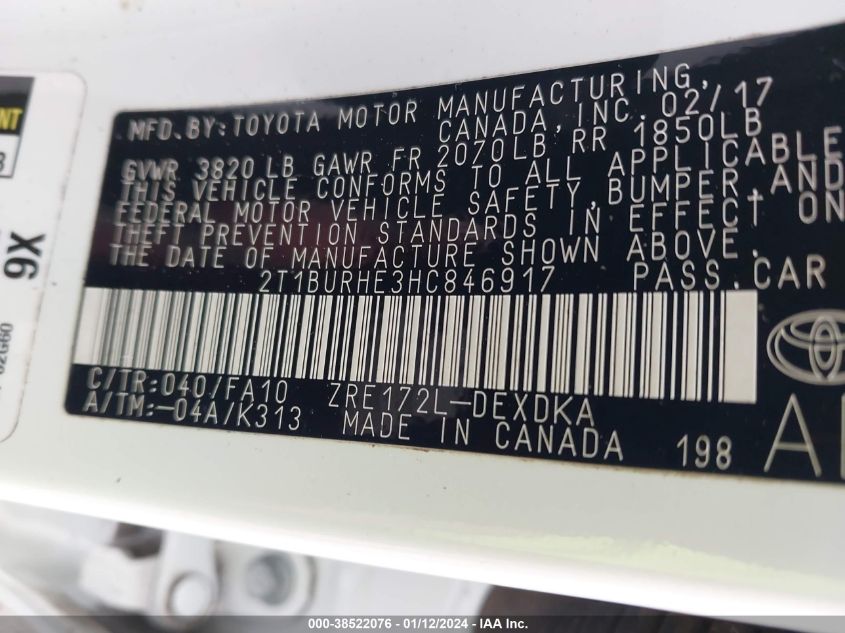 MFD. BY: TOYOTA MOTOR MANUFACTURING,
CANADA, INC. 02/17
GVWR 3820 LB GAWR FR 2070LB RR 1850LB
THIS VEHICLE CONFORMS TO ALL APPLICABLE
FEDERAL MOTOR VEHICLE SAFETY, BUMPER, AND
THEFT PREVENTION STANDARDS IN EFFECT ON
THE DATE OF MANUFACTURE SHOWN ABOVE.
2T1BURHE3HC846917 PASS. CAR
C/TR: 040/FA10 ZRE172L-DEXDKA
A/TM: -04A/K313 MADE IN CANADA 198
X6
02G60
000-38522076 - 01/12/2024 - IAA Inc.